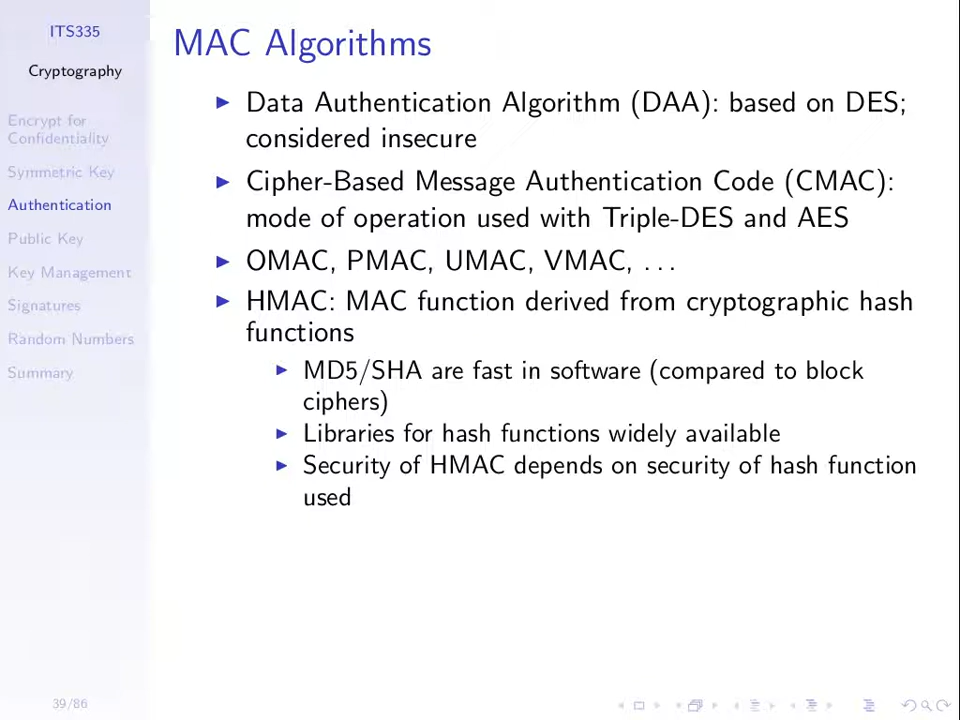 ITS335
Cryptography
Encrypt for
Confidentiality
Symmetric Key
Authentication
Public Key
Key Management
Signatures
Random Numbers
Summary
39/86
MAC Algorithms
Data Authentication Algorithm (DAA): based on DES;
considered insecure
Cipher-Based Message Authentication Code (CMAC):
mode of operation used with Triple-DES and AES
OMAC, PMAC, UMAC, VMAC, . . .
HMAC: MAC function derived from cryptographic hash
functions
MD5/SHA are fast in software (compared to block
ciphers)
Libraries for hash functions widely available
Security of HMAC depends on security of hash function
used